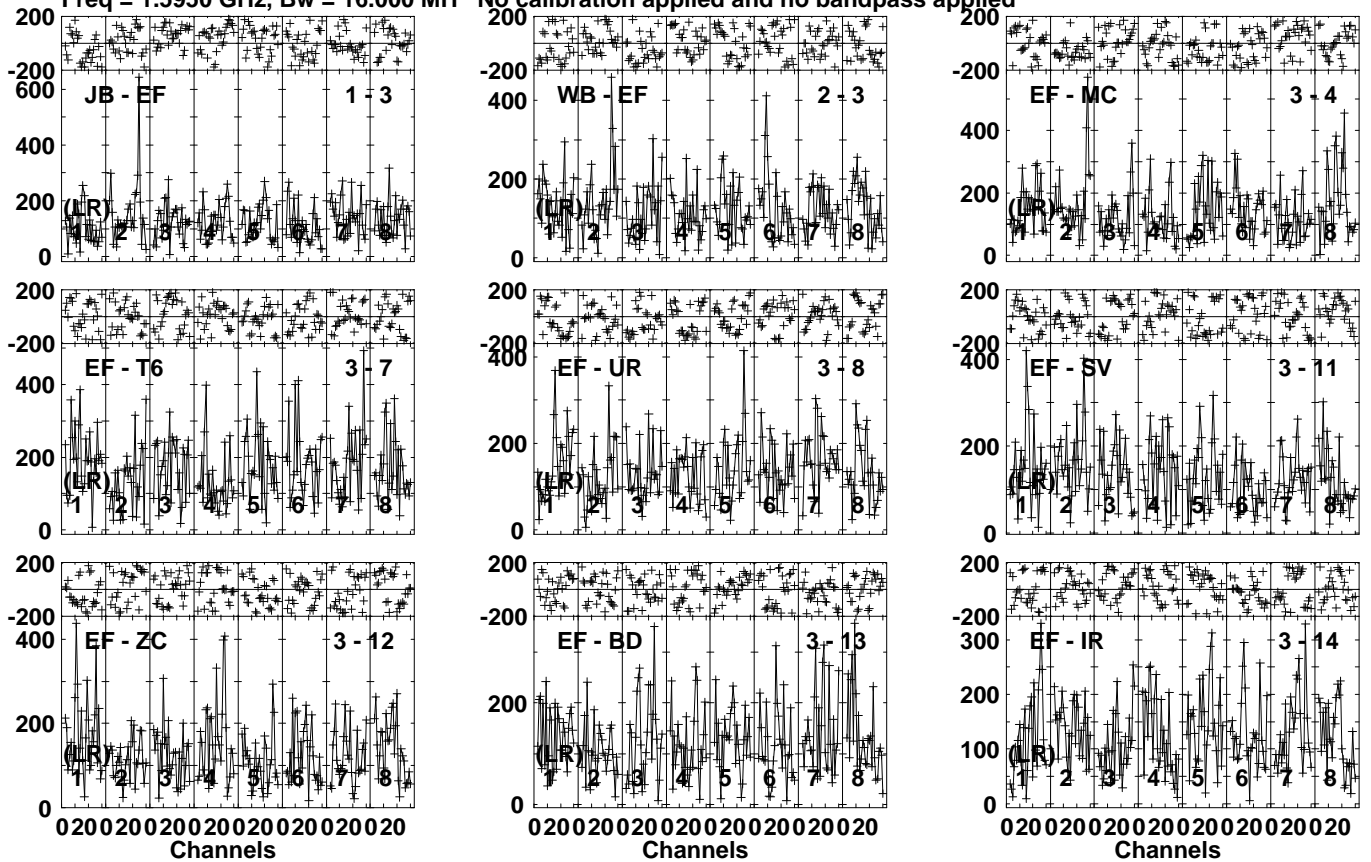 Freq = 1.5950 GHz, Bw = 16.000 MH No calibration applied and no bandpass applied
200 200 200
-200 -200 -200
600 400 400
400 200 200
200 0 0
0
JB - EF 1 - 3 WB - EF 2 - 3 EF - MC 3 - 4
(LR) (LR) (LR)
1 2 3 4 5 6 7 8 1 2 3 4 5 6 7 8 1 2 3 4 5 6 7 8
200 200 200
-200 -200 -200
400 400 400
EF - T6 3 - 7 EF - UR 3 - 8 EF - SV 3 - 11
200 200 200
(LR) (LR) (LR)
1 2 3 4 5 6 7 8 1 2 3 4 5 6 7 8 1 2 3 4 5 6 7 8
0 0 0
200 200 200
-200 -200 -200
400 200 300
EF - ZC 3 - 12 EF - BD 3 - 13 EF - IR 3 - 14
200 0 200
0 100
0
(LR) (LR) (LR)
1 2 3 4 5 6 7 8 1 2 3 4 5 6 7 8 1 2 3 4 5 6 7 8
0 20 0 20 0 20 0 20 0 20 0 20 0 20 0 20 0 20 0 20 0 20 0 20 0 20 0 20 0 20 0 20 0 20 0 20 0 20 0 20 0 20 0 20 0 20 0 20
Channels Channels